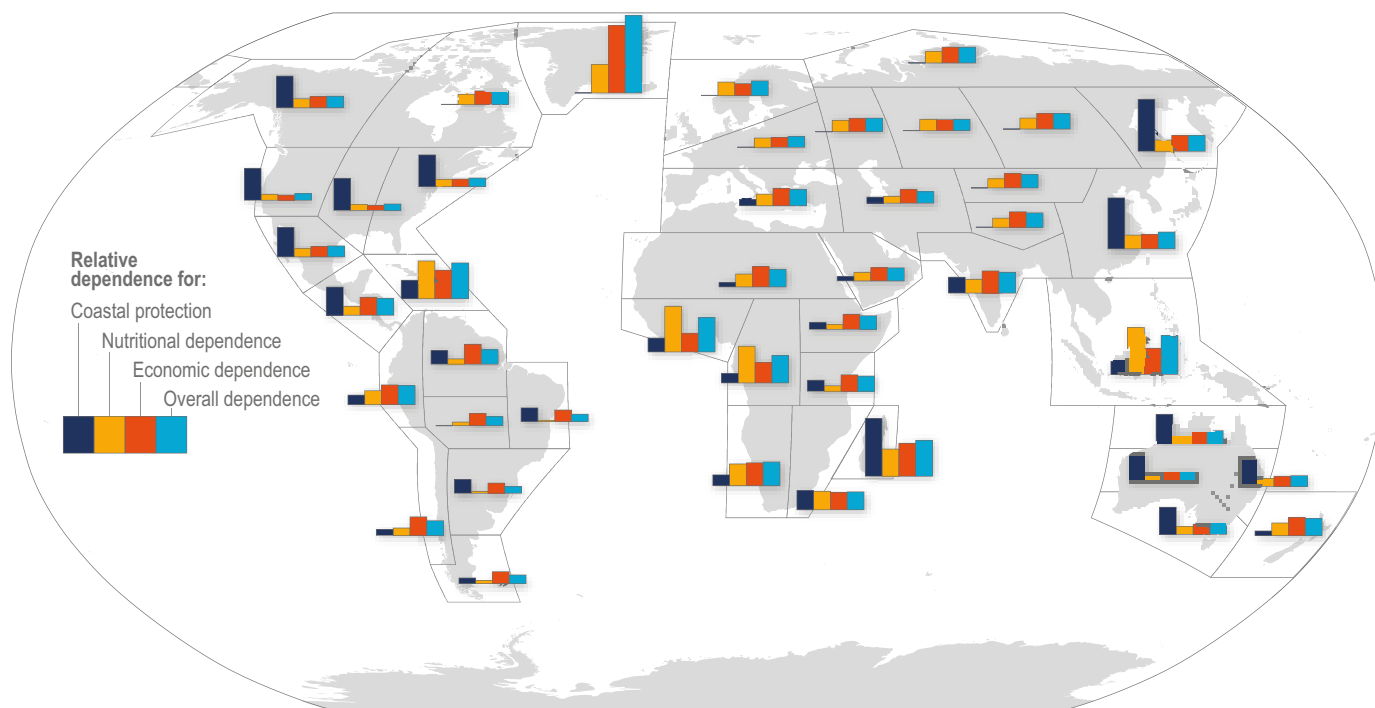 Relative
dependence for:
Coastal protection
Nutritional dependence
Economic dependence
Overall dependence